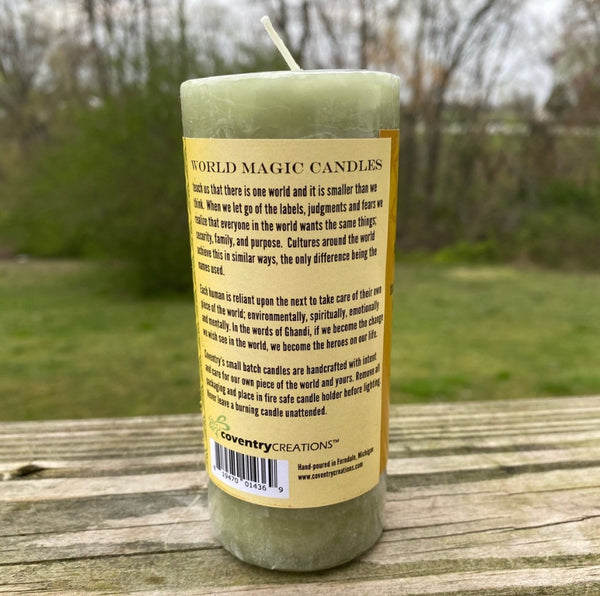 WORLD MAGIC CANDLES
teach us that there is one world and it is smaller than we
think. When we let go of the labels, judgments and fears we
realize that everyone in the world wants the same things;
security, family, and purpose. Cultures around the world
achieve this in similar ways, the only difference being the
names used.
Each human is reliant upon the next to take care of their own
piece of the world; environmentally, spiritually, emotionally
and mentally. In the words of Ghandi, if we become the change
we wish see in the world, we become the heroes on our life.
Coventry's small batch candles are handcrafted with intent
and care for our own piece of the world and yours. Remove all
packaging and place in fire safe candle holder before lighting.
Never leave a burning candle unattended.
coventryCREATIONS™
Hand-poured in Ferndale, Michigan
www.coventrycreations.com
19470 01436 9